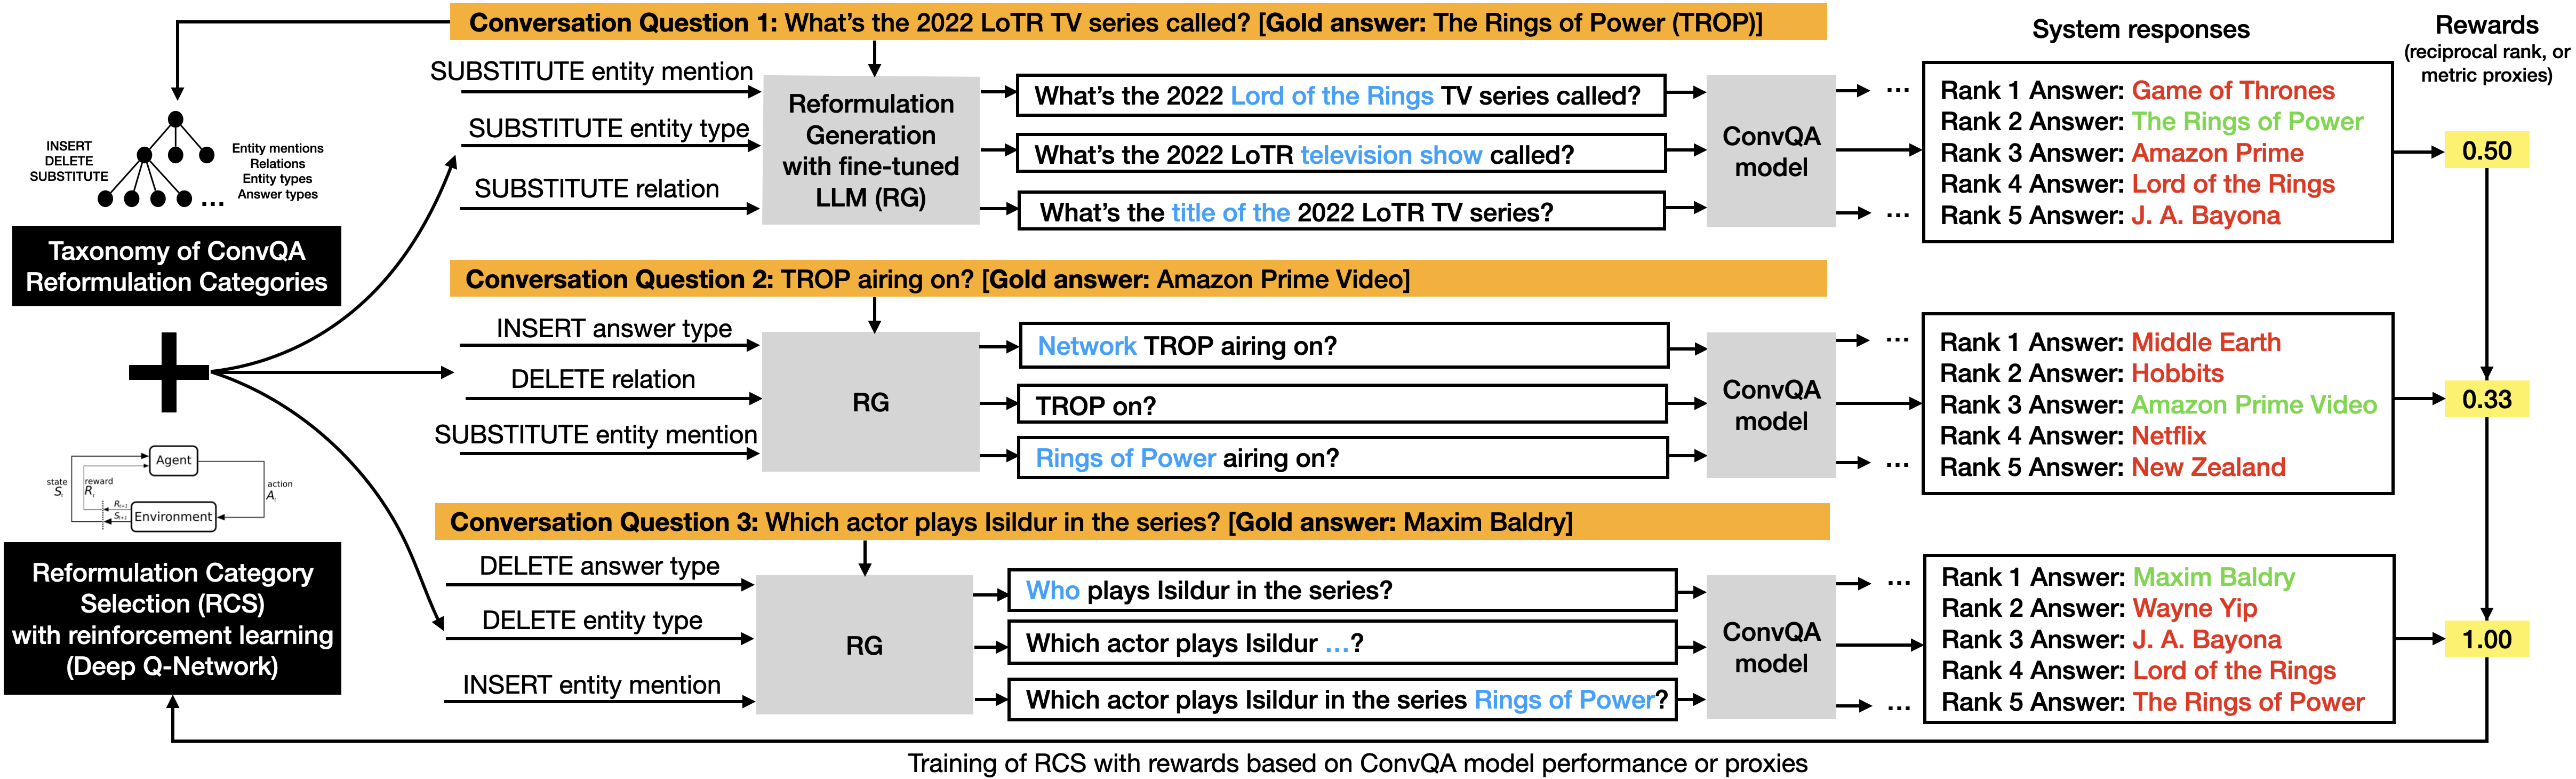 Conversation Question 1: What's the 2022 LoTR TV series called? [Gold answer: The Rings of Power (TROP)]
System responses
Rewards
(reciprocal rank, or
metric proxies)
INSERT
DELETE
SUBSTITUTE
Entity mentions
Relations
Entity types
Answer types
...
Taxonomy of ConvQA
Reformulation Categories
SUBSTITUTE entity mention
SUBSTITUTE entity type
SUBSTITUTE relation
Reformulation
Generation
with fine-tuned
LLM (RG)
What's the 2022 Lord of the Rings TV series called?
What's the 2022 LoTR television show called?
What's the title of the 2022 LoTR TV series?
ConvQA
model
...
...
Rank 1 Answer: Game of Thrones
Rank 2 Answer: The Rings of Power
Rank 3 Answer: Amazon Prime
Rank 4 Answer: Lord of the Rings
Rank 5 Answer: J. A. Bayona
0.50
Conversation Question 2: TROP airing on? [Gold answer: Amazon Prime Video]
INSERT answer type
DELETE relation
SUBSTITUTE entity mention
RG
Network TROP airing on?
TROP on?
Rings of Power airing on?
ConvQA
model
...
...
Rank 1 Answer: Middle Earth
Rank 2 Answer: Hobbits
Rank 3 Answer: Amazon Prime Video
Rank 4 Answer: Netflix
Rank 5 Answer: New Zealand
0.33
Agent
state
St
reward
Rt
action
At
Rt+1
St+1
Environment
Reformulation Category
Selection (RCS)
with reinforcement learning
(Deep Q-Network)
Conversation Question 3: Which actor plays Isildur in the series? [Gold answer: Maxim Baldry]
DELETE answer type
DELETE entity type
INSERT entity mention
RG
Who plays Isildur in the series?
Which actor plays Isildur ...?
Which actor plays Isildur in the series Rings of Power?
ConvQA
model
...
...
Rank 1 Answer: Maxim Baldry
Rank 2 Answer: Wayne Yip
Rank 3 Answer: J. A. Bayona
Rank 4 Answer: Lord of the Rings
Rank 5 Answer: The Rings of Power
1.00
Training of RCS with rewards based on ConvQA model performance or proxies